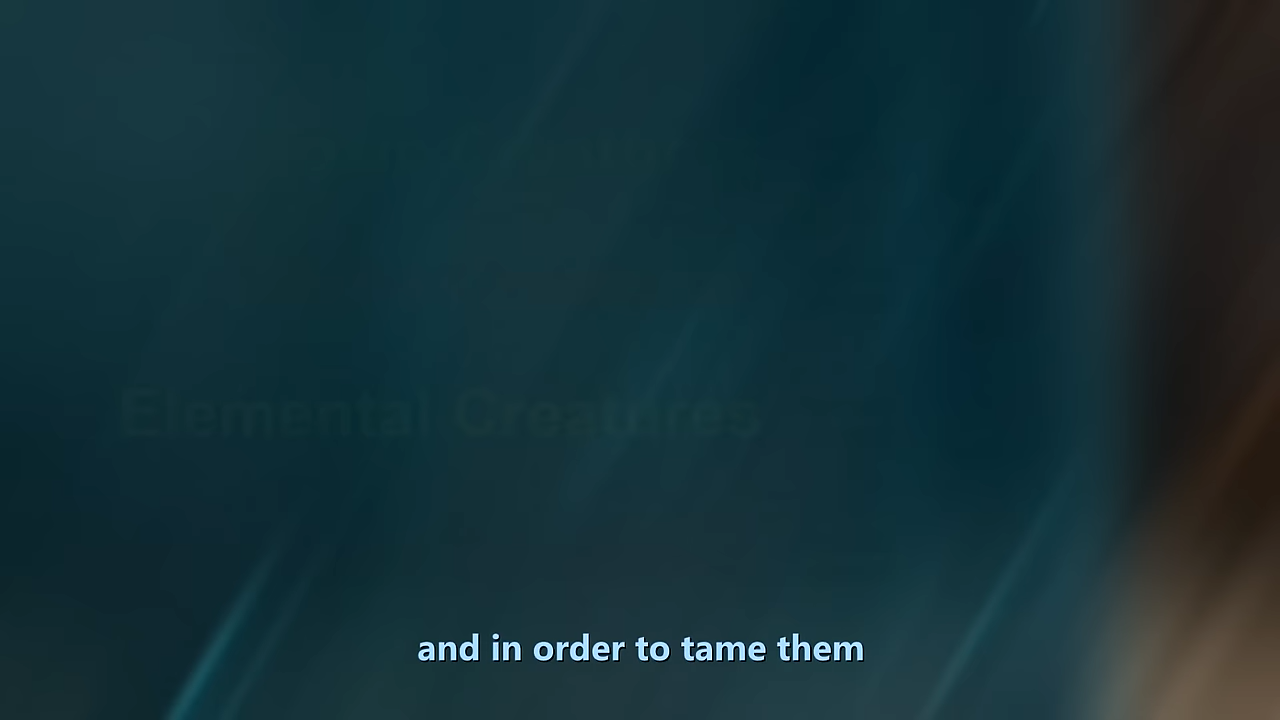 Elemental Creatures
and in order to tame them